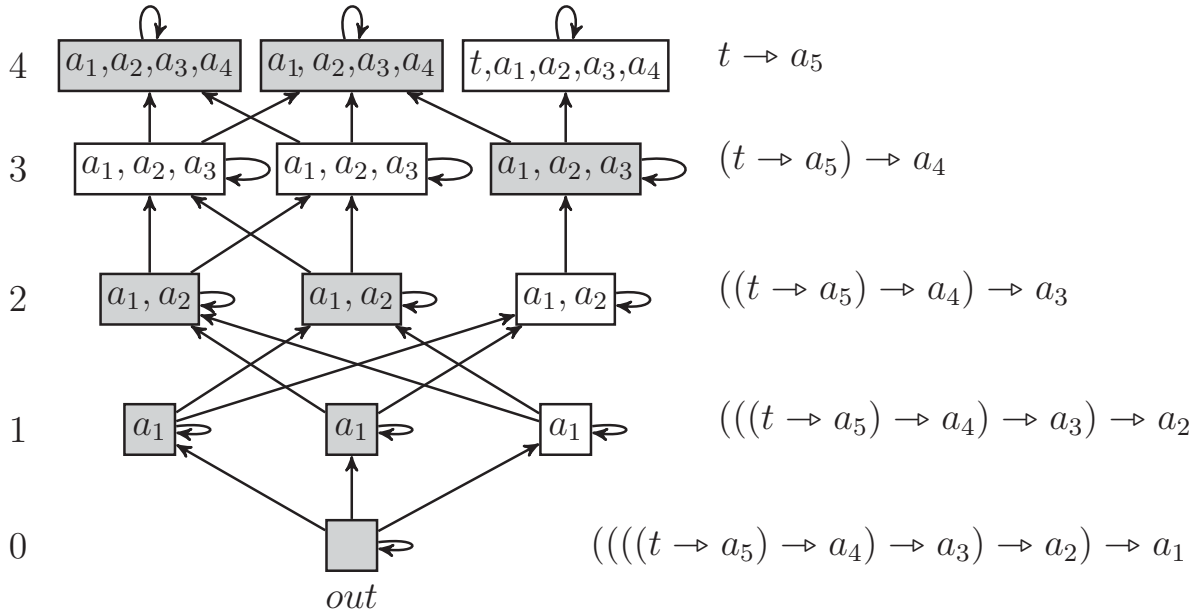 4 a₁,a₂,a₃,a₄ a₁,a₂,a₃,a₄ t,a₁,a₂,a₃,a₄ t → a₅
3 a₁, a₂, a₃ a₁, a₂, a₃ a₁, a₂, a₃ (t → a₅) → a₄
2 a₁, a₂ a₁, a₂ a₁, a₂ ((t → a₅) → a₄) → a₃
1 a₁ a₁ a₁ (((t → a₅) → a₄) → a₃) → a₂
0 ((((t → a₅) → a₄) → a₃) → a₂) → a₁
out